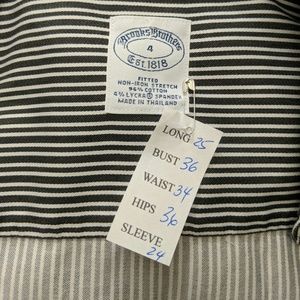 Brooks Brothers
4
Est. 1818
FITTED
NON-IRON STRETCH
96% COTTON
4% LYCRA® SPANDEX
MADE IN THAILAND
LONG 25
BUST 36
WAIST 34
HIPS 36
SLEEVE
24